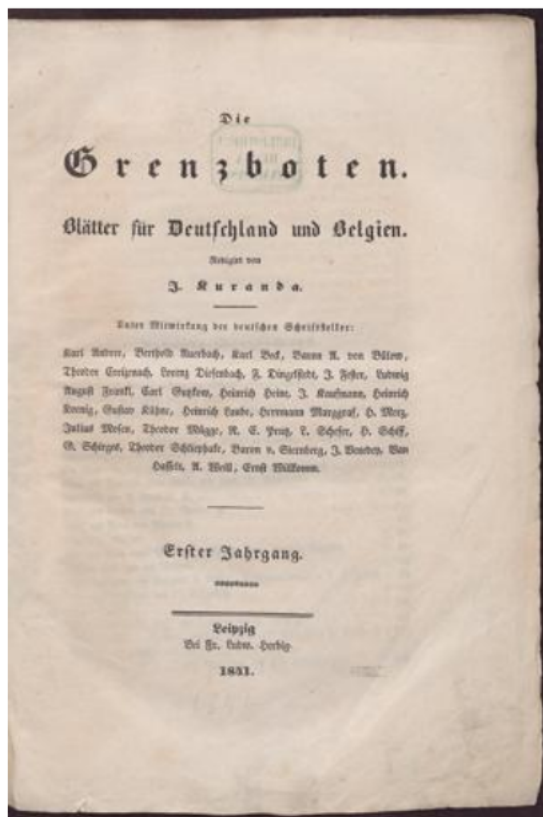 Die
Grenzboten.
Blätter für Deutschland und Belgien.
Redigirt von
J. Kuranda.
Unter Mitwirkung der deutschen Schriftsteller:
Karl Andree, Berthold Auerbach, Karl Beck, Baron A. von Bülow,
Theodor Creizenach, Lorenz Diefenbach, F. Dingelstedt, J. Fester, Ludwig
August Frankl, Carl Gutzkow, Heinrich Heine, J. Kaufmann, Heinrich
Koenig, Gustav Kühne, Heinrich Laube, Herrmann Marggraf, H. Merz,
Julius Mosen, Theodor Mügge, R. E. Prutz, L. Schefer, H. Schiff,
G. Schirges, Theodor Schliephake, Baron v. Sternberg, J. Venedey, Van
Hasselt, A. Weill, Ernst Willkomm.
Erster Jahrgang.
Leipzig
Bei Fr. Ludw. Herbig
1841.